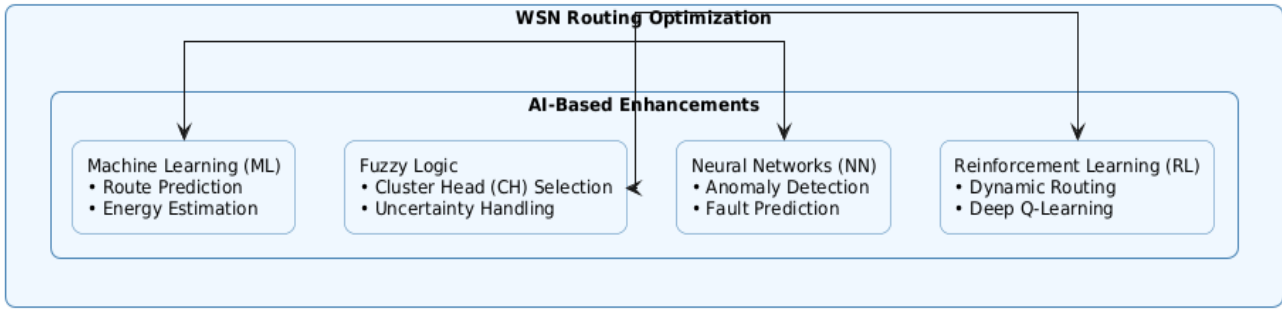 WSN Routing Optimization
AI-Based Enhancements
Machine Learning (ML)
• Route Prediction
• Energy Estimation
Fuzzy Logic
• Cluster Head (CH) Selection
• Uncertainty Handling
Neural Networks (NN)
• Anomaly Detection
• Fault Prediction
Reinforcement Learning (RL)
• Dynamic Routing
• Deep Q-Learning